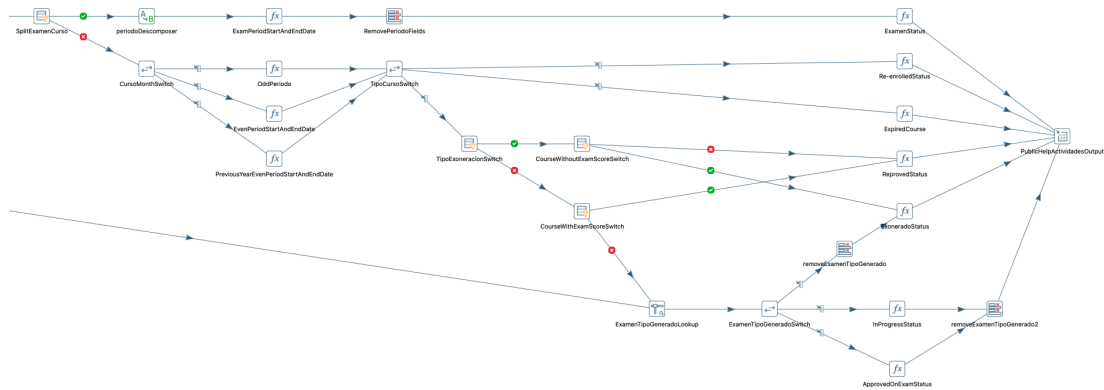 SplitExamenCurso
periodoDescomposer
ExamPeriodStartAndEndDate
RemovePeriodoFields
ExamenStatus
CursoMonthSwitch
OddPeriodo
TipoCursoSwitch
Re-enrolledStatus
EvenPeriodStartAndEndDate
ExpiredCourse
PublicHelpActividadesOutput
TipoExoneracionSwitch
CourseWithoutExamScoreSwitch
PreviousYearEvenPeriodStartAndEndDate
ReprovedStatus
CourseWithExamScoreSwitch
ExoneradoStatus
removeExamenTipoGenerado
ExamenTipoGeneradoLookup
ExamenTipoGeneradoSwitch
InProgressStatus
removeExamenTipoGenerado2
ApprovedOnExamStatus